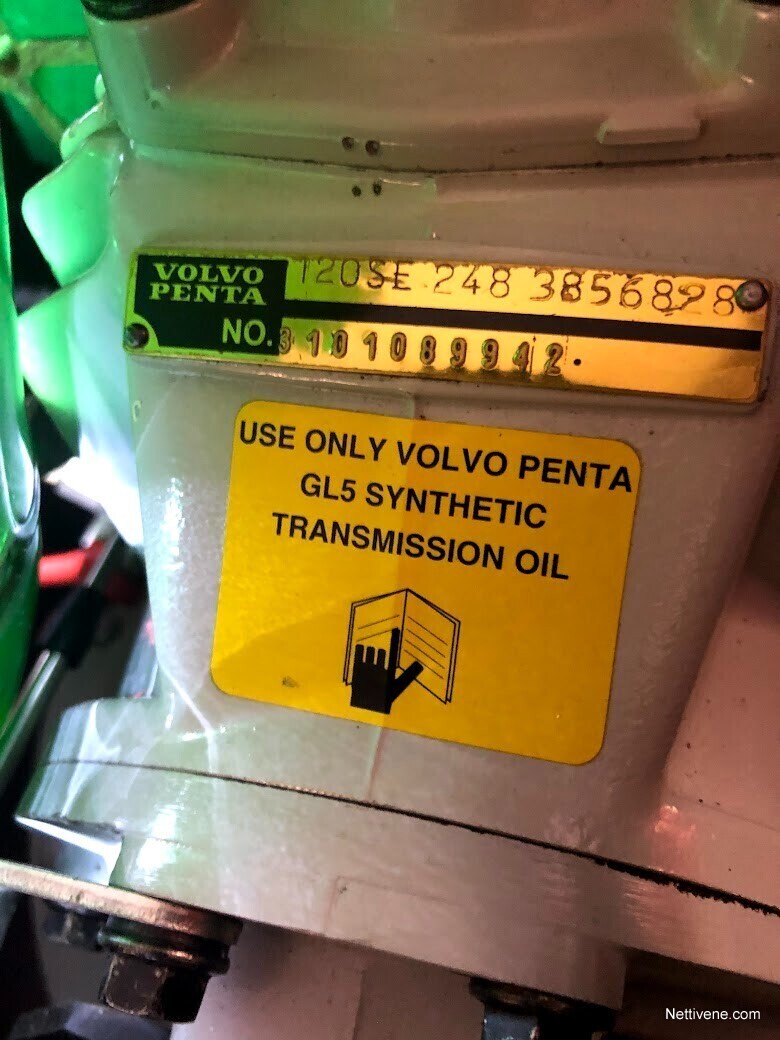 VOLVO
PENTA
120SE 248 3856828
NO. 3101089942.
USE ONLY VOLVO PENTA
GL5 SYNTHETIC
TRANSMISSION OIL
Nettivene.com